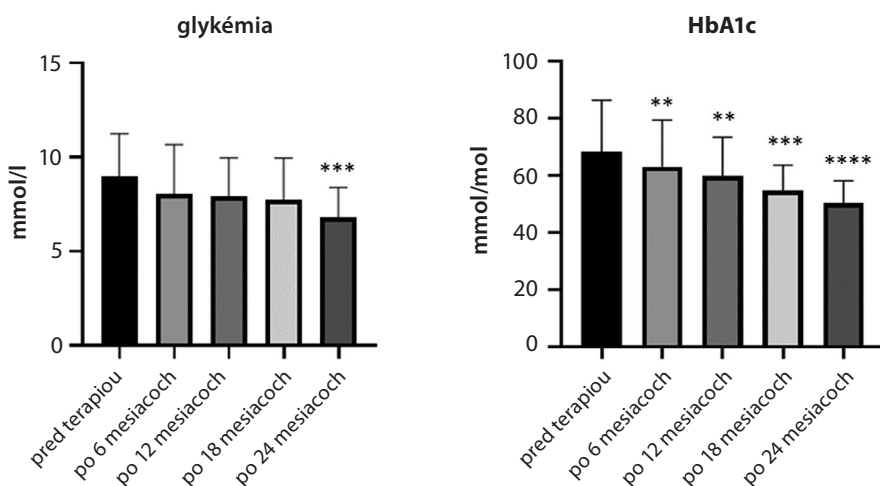 glykémia
mmol/l
15
10
5
0
***
pred terapiou
po 6 mesiacoch
po 12 mesiacoch
po 18 mesiacoch
po 24 mesiacoch
HbA1c
mmol/mol
100
80
60
40
20
0
**
**
***
****
pred terapiou
po 6 mesiacoch
po 12 mesiacoch
po 18 mesiacoch
po 24 mesiacoch